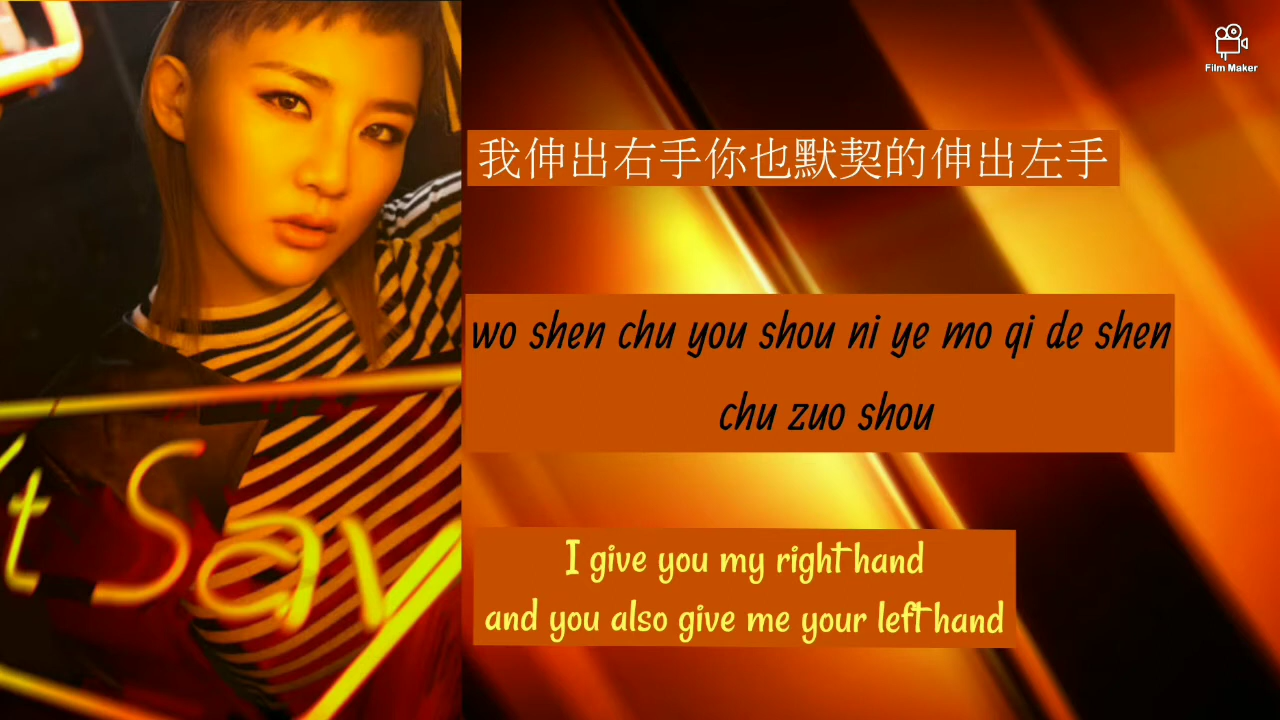 Film Maker
我伸出右手你也默契的伸出左手
wo shen chu you shou ni ye mo qi de shen
chu zuo shou
I give you my right hand
and you also give me your left hand
't Say